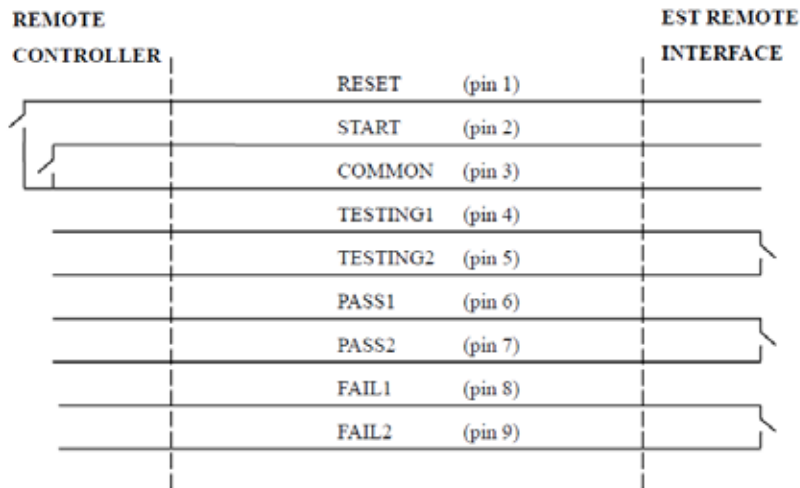 REMOTE CONTROLLER
EST REMOTE INTERFACE
RESET (pin 1)
START (pin 2)
COMMON (pin 3)
TESTING1 (pin 4)
TESTING2 (pin 5)
PASS1 (pin 6)
PASS2 (pin 7)
FAIL1 (pin 8)
FAIL2 (pin 9)